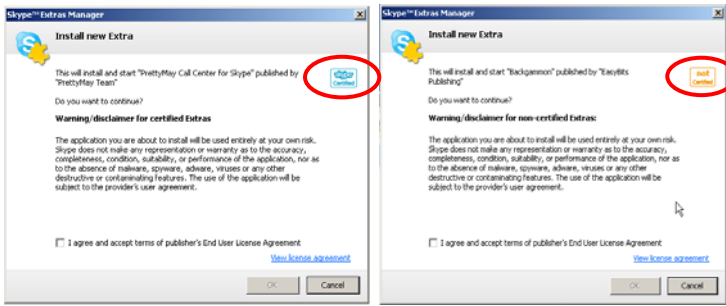 Skype™ Extras Manager
Install new Extra
This will install and start "PrettyMay Call Center for Skype" published by
"PrettyMay Team"
skype
Certified
Do you want to continue?
Warning/disclaimer for certified Extras
The application you are about to install will be used entirely at your own risk.
Skype does not make any representation or warranty as to the accuracy,
completeness, condition, suitability, or performance of the application, nor as
to the absence of malware, spyware, adware, viruses or any other
destructive or contaminating features. The use of the application will be
subject to the provider's user agreement.
I agree and accept terms of publisher's End User License Agreement
View license agreement
OK
Cancel
Skype™ Extras Manager
Install new Extra
This will install and start "Backgammon" published by "EasyBits
Publishing"
not
Certified
Do you want to continue?
Warning/disclaimer for non-certified Extras:
The application you are about to install will be used entirely at your own risk.
Skype does not make any representation or warranty as to the accuracy,
completeness, condition, suitability, or performance of the application, nor as
to the absence of malware, spyware, adware, viruses or any other
destructive or contaminating features. The use of the application will be
subject to the provider's user agreement.
I agree and accept terms of publisher's End User License Agreement
View license agreement
OK
Cancel